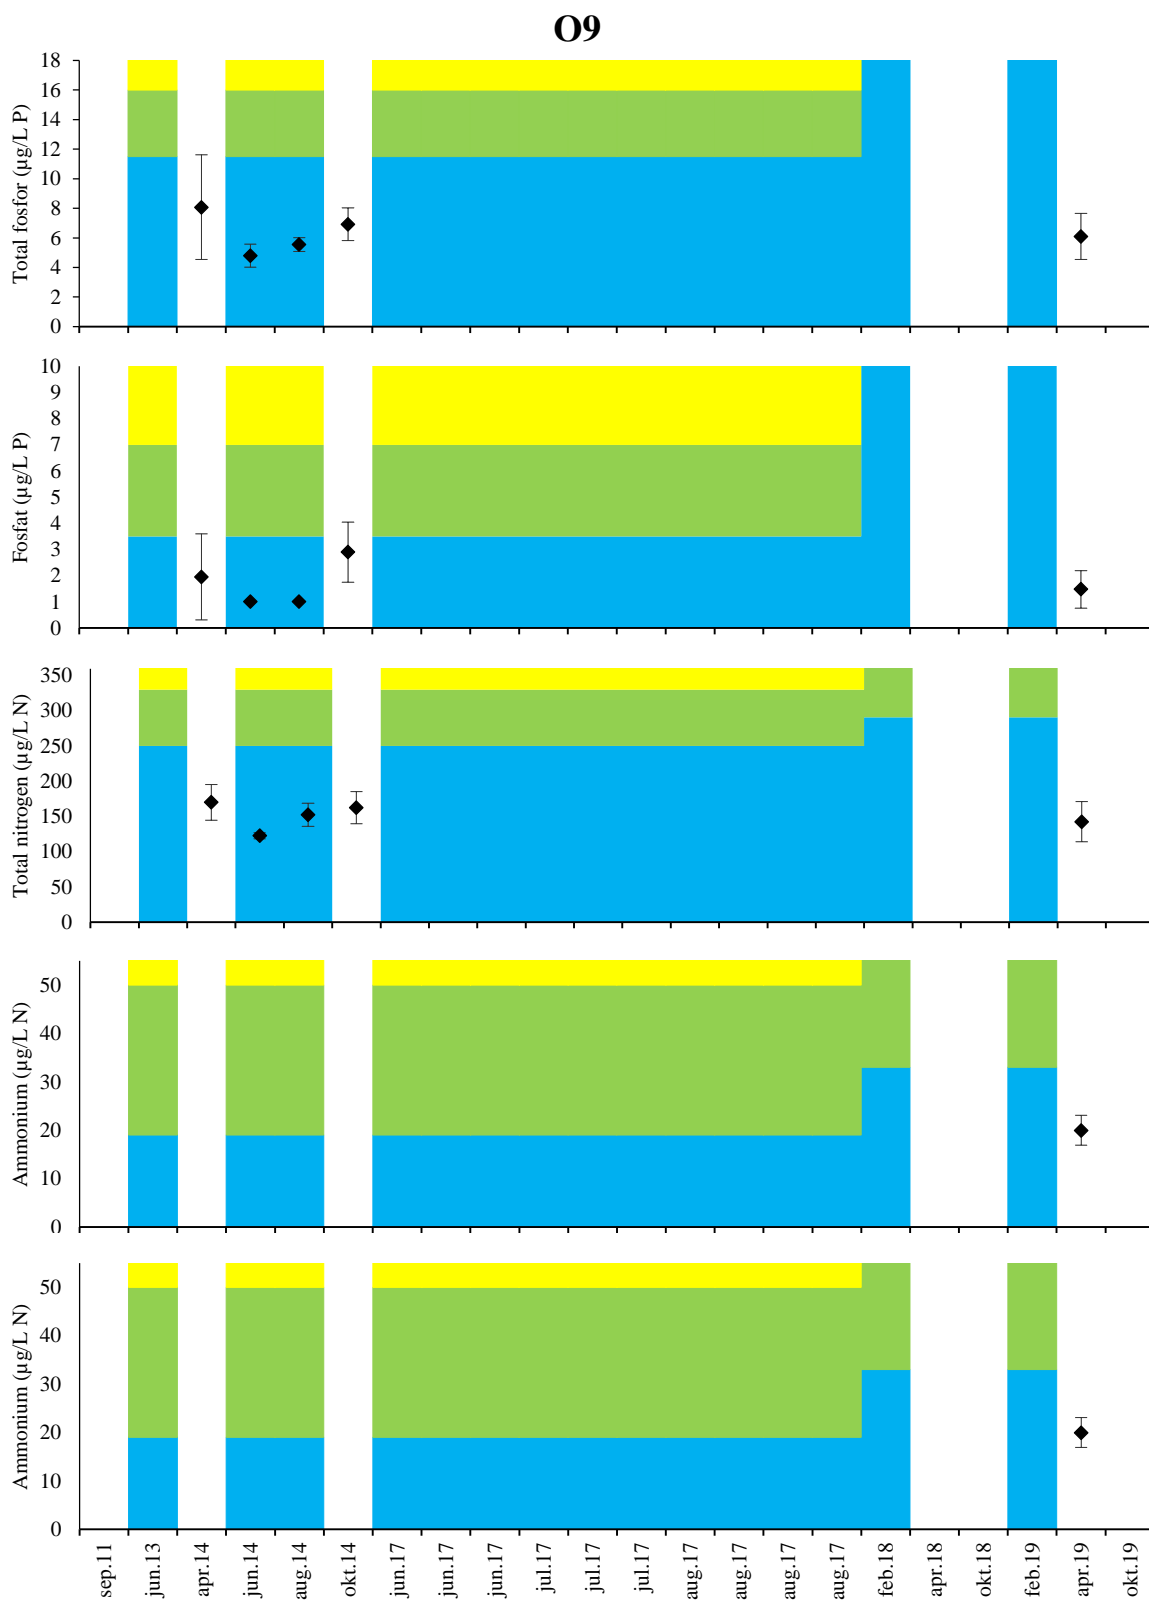 O9
Total fosfor (µg/L P)
18
16
14
12
10
8
6
4
2
0
Fosfat (µg/L P)
10
9
8
7
6
5
4
3
2
1
0
Total nitrogen (µg/L N)
350
300
250
200
150
100
50
0
Ammonium (µg/L N)
50
40
30
20
10
0
Ammonium (µg/L N)
50
40
30
20
10
0
sep.11
jun.13
apr.14
jun.14
aug.14
okt.14
jun.17
jun.17
jun.17
jul.17
jul.17
jul.17
aug.17
aug.17
aug.17
aug.17
feb.18
apr.18
okt.18
feb.19
apr.19
okt.19